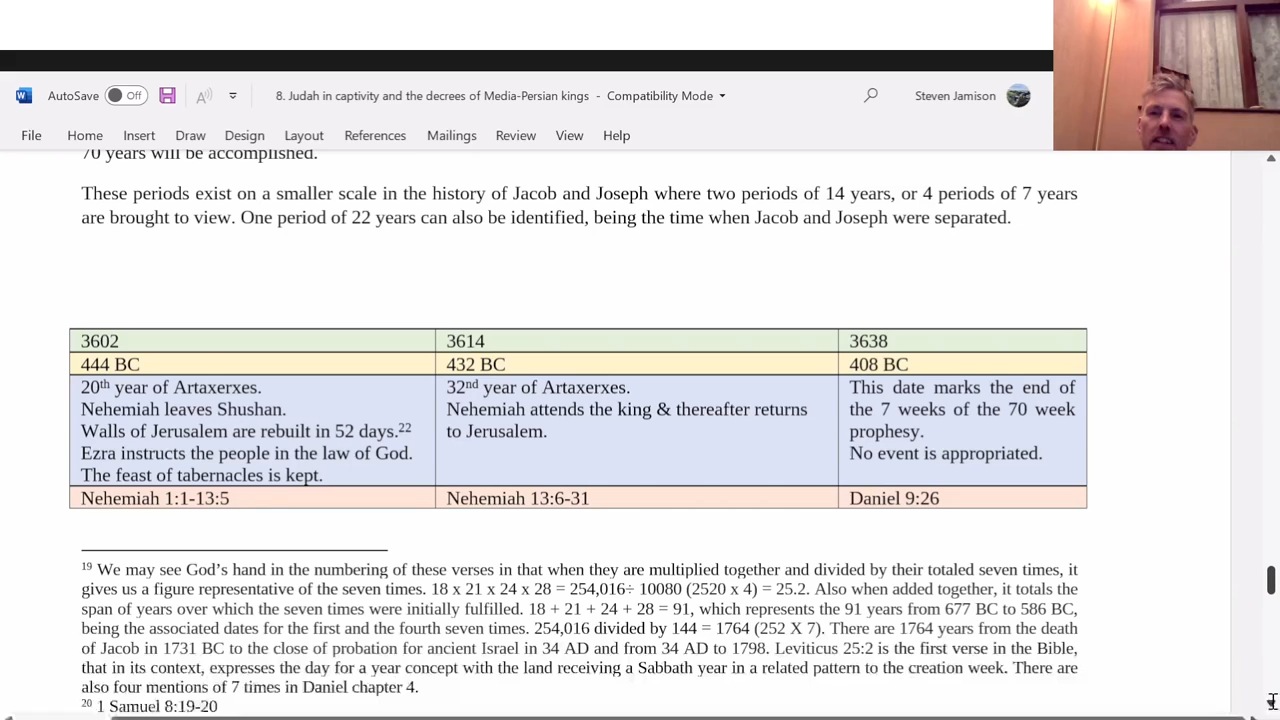 AutoSave Off 8. Judah in captivity and the decrees of Media-Persian kings - Compatibility Mode Steven Jamison
File Home Insert Draw Design Layout References Mailings Review View Help
70 years will be accomplished.
These periods exist on a smaller scale in the history of Jacob and Joseph where two periods of 14 years, or 4 periods of 7 years
are brought to view. One period of 22 years can also be identified, being the time when Jacob and Joseph were separated.
3602 3614 3638
444 BC 432 BC 408 BC
20th year of Artaxerxes. 32nd year of Artaxerxes. This date marks the end of
Nehemiah leaves Shushan. Nehemiah attends the king & thereafter returns the 7 weeks of the 70 week
Walls of Jerusalem are rebuilt in 52 days.22 to Jerusalem. prophesy.
Ezra instructs the people in the law of God. No event is appropriated.
The feast of tabernacles is kept.
Nehemiah 1:1-13:5 Nehemiah 13:6-31 Daniel 9:26
19 We may see God's hand in the numbering of these verses in that when they are multiplied together and divided by their totaled seven times, it
gives us a figure representative of the seven times. 18 x 21 x 24 x 28 = 254,016÷ 10080 (2520 x 4) = 25.2. Also when added together, it totals the
span of years over which the seven times were initially fulfilled. 18 + 21 + 24 + 28 = 91, which represents the 91 years from 677 BC to 586 BC,
being the associated dates for the first and the fourth seven times. 254,016 divided by 144 = 1764 (252 X 7). There are 1764 years from the death
of Jacob in 1731 BC to the close of probation for ancient Israel in 34 AD and from 34 AD to 1798. Leviticus 25:2 is the first verse in the Bible,
that in its context, expresses the day for a year concept with the land receiving a Sabbath year in a related pattern to the creation week. There are
also four mentions of 7 times in Daniel chapter 4.
20 1 Samuel 8:19-20